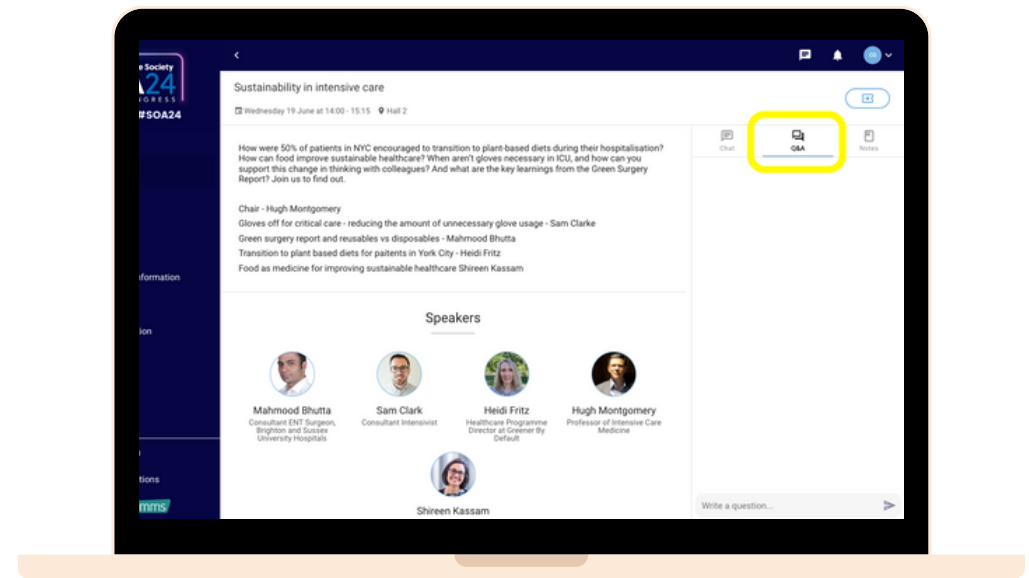 e Society
A24
NGRESS
#SOA24
nformation
ion
tions
mms
Sustainability in intensive care
Wednesday 19 June at 14:00 - 15:15 Hall 2
How were 50% of patients in NYC encouraged to transition to plant-based diets during their hospitalisation?
How can food improve sustainable healthcare? When aren't gloves necessary in ICU, and how can you
support this change in thinking with colleagues? And what are the key learnings from the Green Surgery
Report? Join us to find out.
Chair - Hugh Montgomery
Gloves off for critical care - reducing the amount of unnecessary glove usage - Sam Clarke
Green surgery report and reusables vs disposables - Mahmood Bhutta
Transition to plant based diets for paitents in York City - Heidi Fritz
Food as medicine for improving sustainable healthcare Shireen Kassam
Speakers
Mahmood Bhutta
Consultant ENT Surgeon,
Brighton and Sussex
University Hospitals
Sam Clark
Consultant Intensivist
Heidi Fritz
Healthcare Programme
Director at Greener By
Default
Hugh Montgomery
Professor of Intensive Care
Medicine
Shireen Kassam
Chat
Q&A
Notes
Write a question...